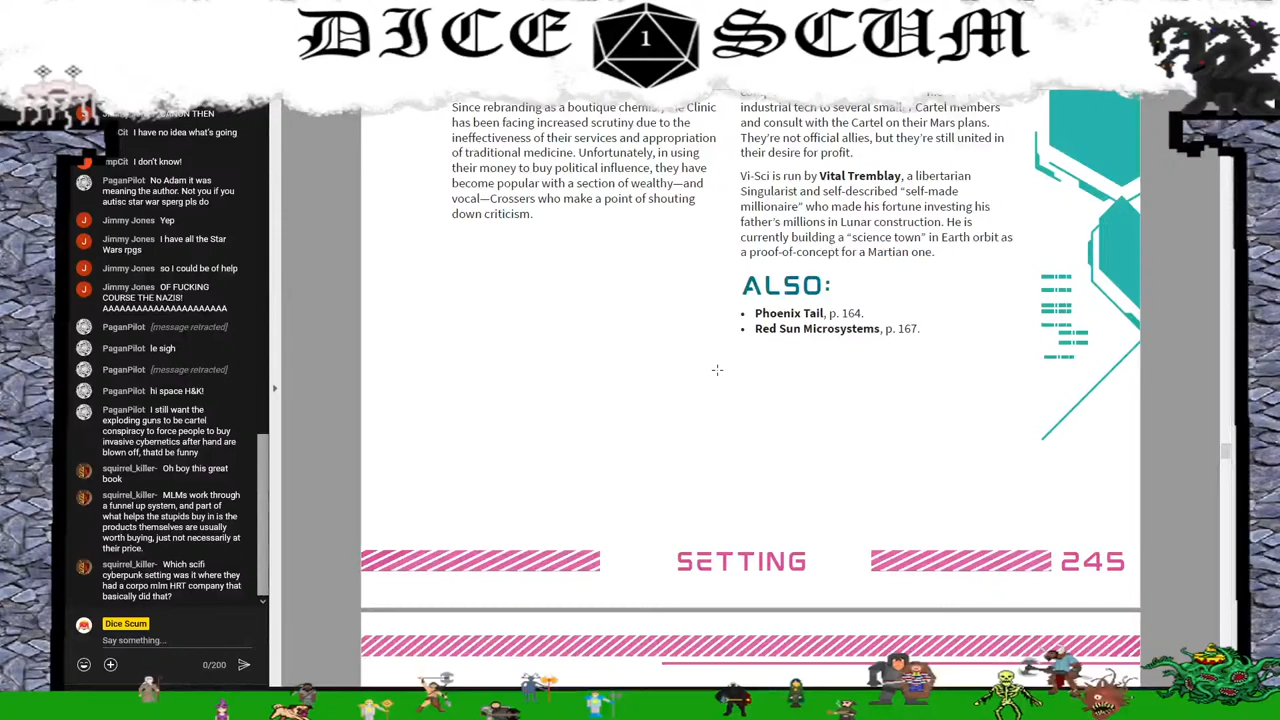 DICE SCUM
1
I have no idea what's going
I don't know!
PaganPilot No Adam it was
meaning the author. Not you if you
autisc star war sperg pls do
Jimmy Jones Yep
Jimmy Jones I have all the Star
Wars rpgs
Jimmy Jones so I could be of help
Jimmy Jones OF FUCKING
COURSE THE NAZIS!
AAAAAAAAAAAAAAAAAAAAAA
PaganPilot [message retracted]
PaganPilot le sigh
PaganPilot [message retracted]
PaganPilot hi space H&K!
PaganPilot I still want the
exploding guns to be cartel
conspiracy to force people to buy
invasive cybernetics after hand are
blown off, thatd be funny
squirrel_killer- Oh boy this great
book
squirrel_killer- MLMs work through
a funnel up system, and part of
what helps the stupids buy in is the
products themselves are usually
worth buying, just not necessarily at
their price.
squirrel_killer- Which scifi
cyberpunk setting was it where they
had a corpo mlm HRT company that
basically did that?
Dice Scum
Say something...
0/200
Since rebranding as a boutique Clinic
has been facing increased scrutiny due to the
ineffectiveness of their services and appropriation
of traditional medicine. Unfortunately, in using
their money to buy political influence, they have
become popular with a section of wealthy—and
vocal—Crossers who make a point of shouting
down criticism.
industrial tech to several Cartel members
and consult with the Cartel on their Mars plans.
They're not official allies, but they're still united in
their desire for profit.
Vi-Sci is run by Vital Tremblay, a libertarian
Singularist and self-described “self-made
millionaire” who made his fortune investing his
father's millions in Lunar construction. He is
currently building a “science town” in Earth orbit as
a proof-of-concept for a Martian one.
ALSO:
• Phoenix Tail, p. 164.
• Red Sun Microsystems, p. 167.
SETTING 245